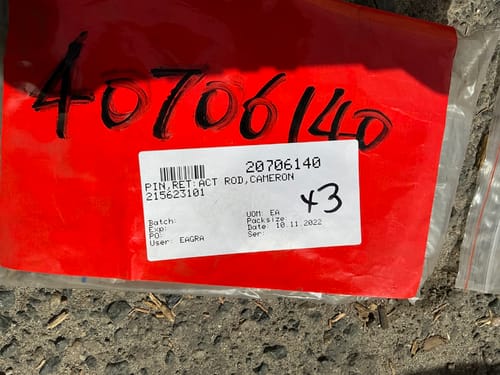 40706140
20706140
PIN,RET:ACT ROD,CAMERON
215623101
x3
Batch:
Exp:
PO:
User: EAGRA
UOM: EA
Packsize
Date: 10.11.2022
Ser: